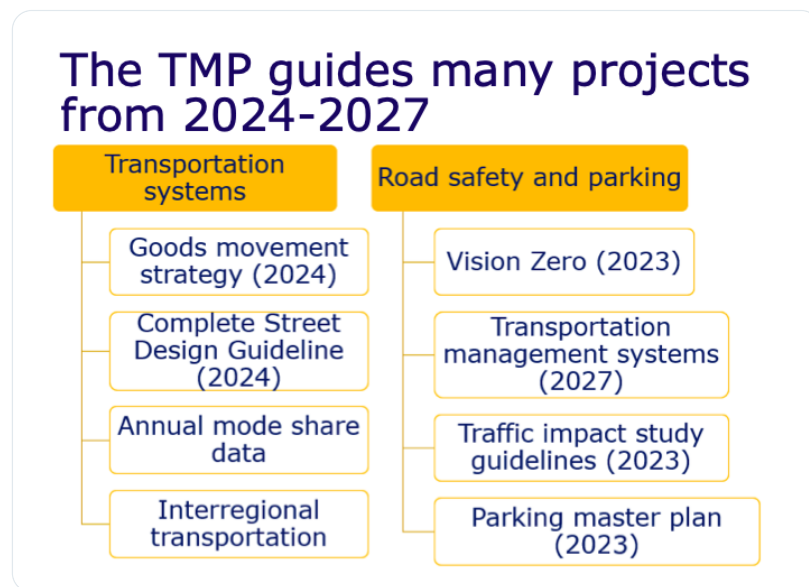 The TMP guides many projects
from 2024-2027
Transportation
systems
Goods movement
strategy (2024)
Complete Street
Design Guideline
(2024)
Annual mode share
data
Interregional
transportation
Road safety and parking
Vision Zero (2023)
Transportation
management systems
(2027)
Traffic impact study
guidelines (2023)
Parking master plan
(2023)